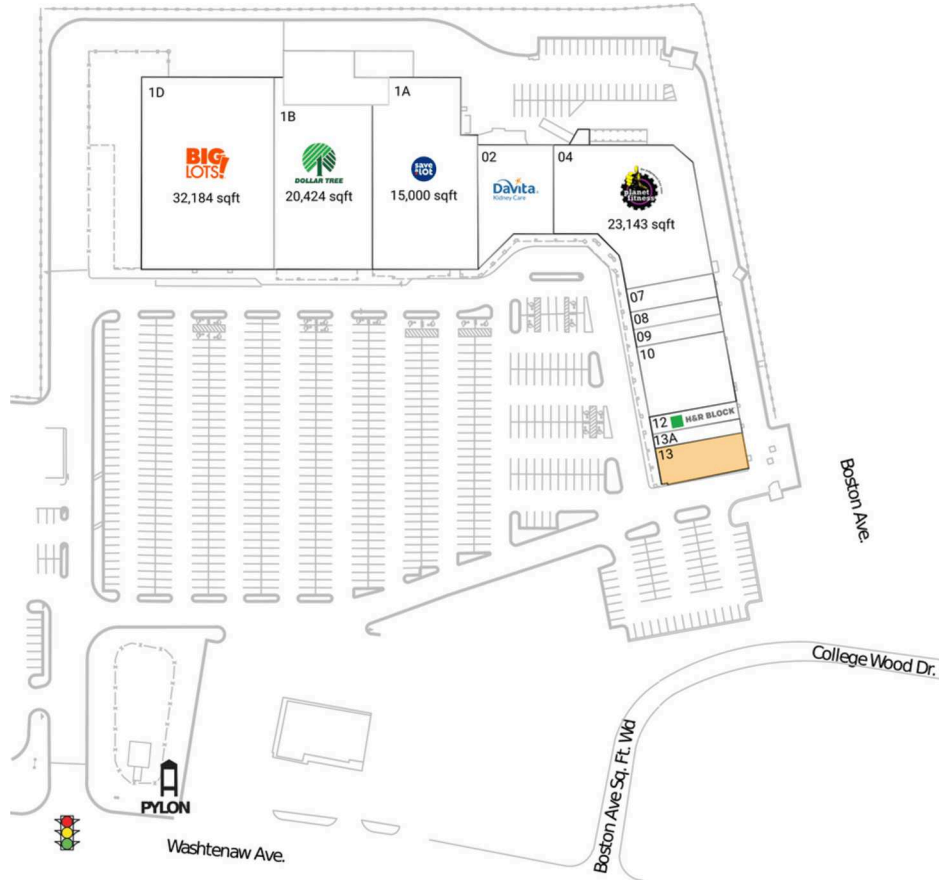 1D
BIG
LOTS!
32,184 sqft
1B
DOLLAR TREE
20,424 sqft
1A
save
a lot
15,000 sqft
02
DaVita
Kidney Care
04
planet
fitness
23,143 sqft
07
08
09
10
12 H&R BLOCK
13A
13
Boston Ave.
College Wood Dr.
Boston Ave Sq. Ft. Wd
PYLON
Washtenaw Ave.